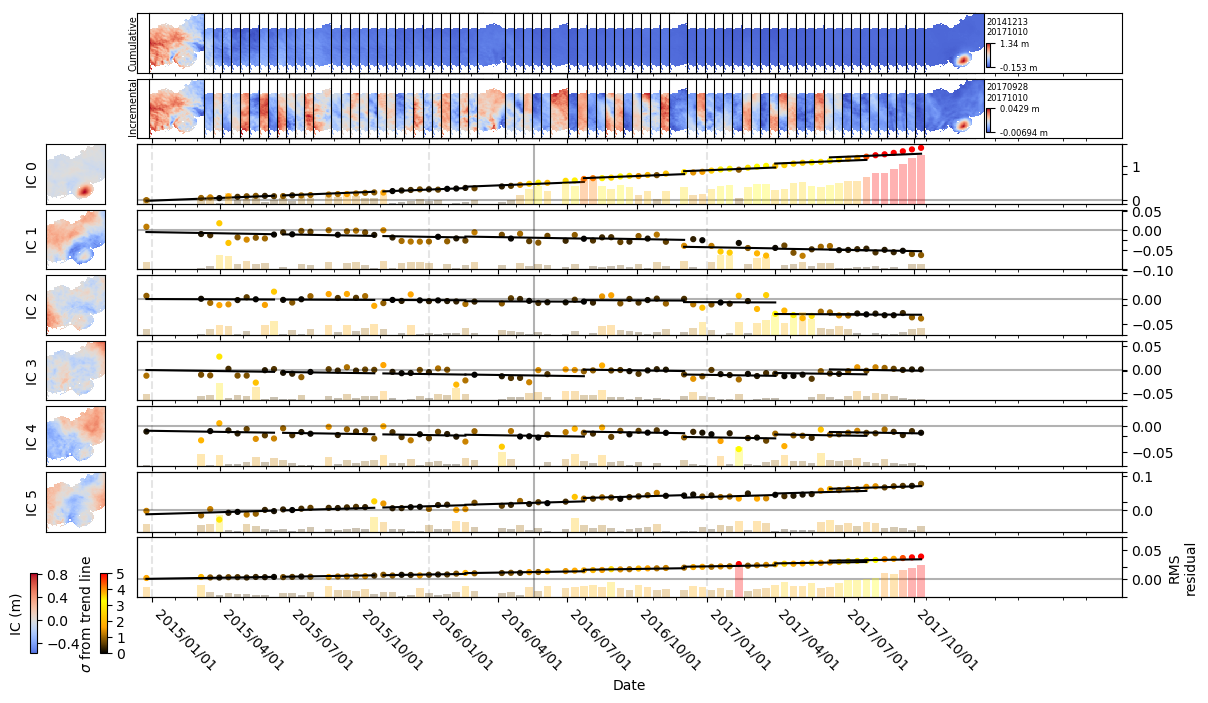 Cumulative
20141213
20171010
1.34 m
-0.153 m
Incremental
20170928
20171010
0.0429 m
-0.00694 m
IC 0
1
0
IC 1
0.05
0.00
−0.05
−0.10
IC 2
0.00
−0.05
IC 3
0.05
0.00
−0.05
IC 4
0.00
−0.05
IC 5
0.1
0.0
0.05
0.00
RMS
residual
IC (m)
0.8
0.4
0.0
−0.4
σ from trend line
5
4
3
2
1
0
2015/01/01
2015/04/01
2015/07/01
2015/10/01
2016/01/01
2016/04/01
2016/07/01
2016/10/01
2017/01/01
2017/04/01
2017/07/01
2017/10/01
Date